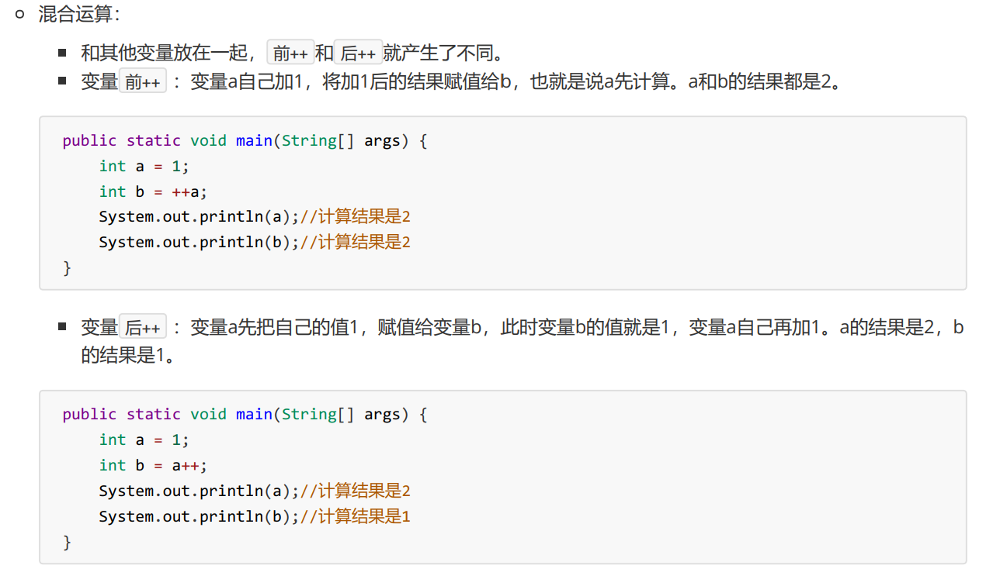 混合运算：
和其他变量放在一起，前++和后++就产生了不同。
变量前++ ：变量a自己加1，将加1后的结果赋值给b，也就是说a先计算。a和b的结果都是2。
public static void main(String[] args) {
    int a = 1;
    int b = ++a;
    System.out.println(a);//计算结果是2
    System.out.println(b);//计算结果是2
}
变量后++ ：变量a先把自己的值1，赋值给变量b，此时变量b的值就是1，变量a自己再加1。a的结果是2，b
的结果是1。
public static void main(String[] args) {
    int a = 1;
    int b = a++;
    System.out.println(a);//计算结果是2
    System.out.println(b);//计算结果是1
}